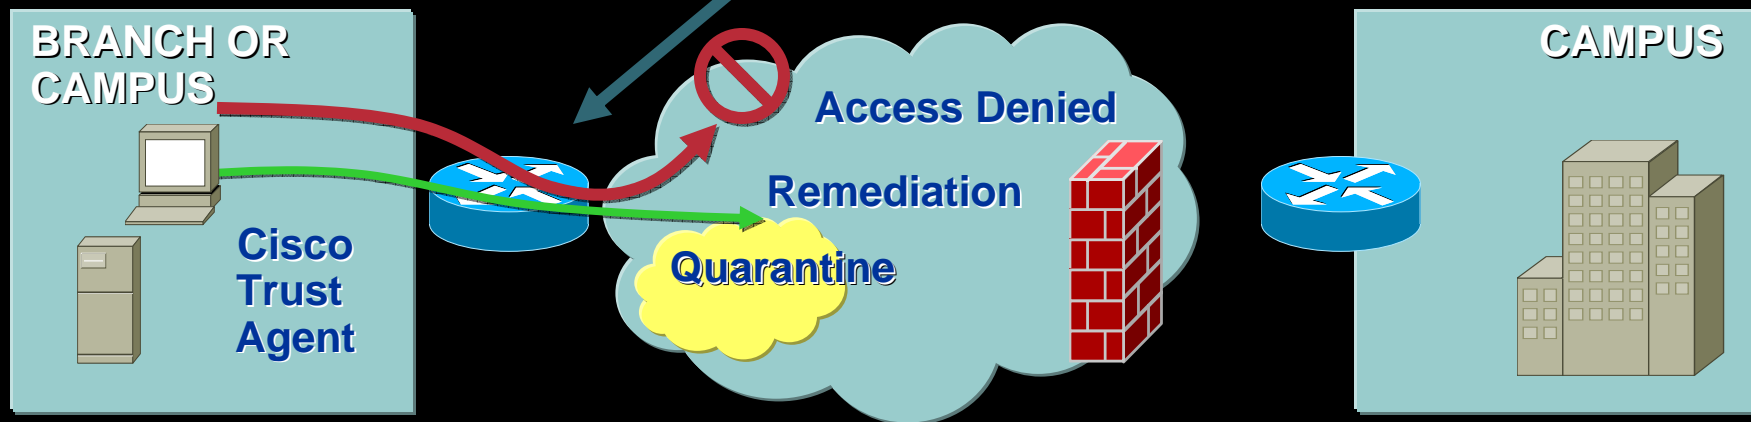 BRANCH OR
CAMPUS
Cisco
Trust
Agent
Access Denied
Remediation
Quarantine
CAMPUS